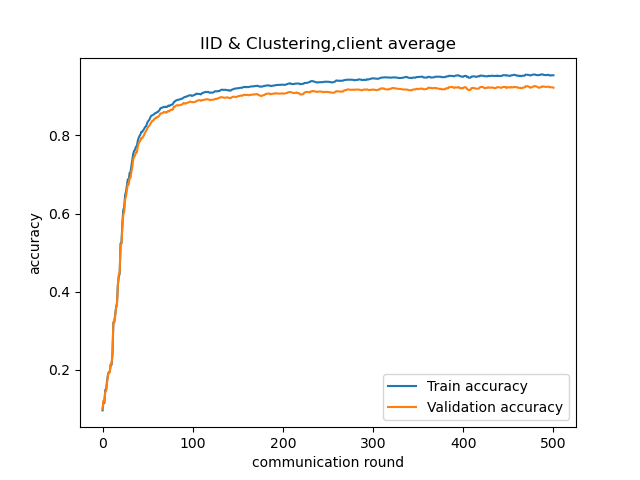 IID & Clustering,client average
accuracy
0.8
0.6
0.4
0.2
Train accuracy
Validation accuracy
0 100 200 300 400 500
communication round